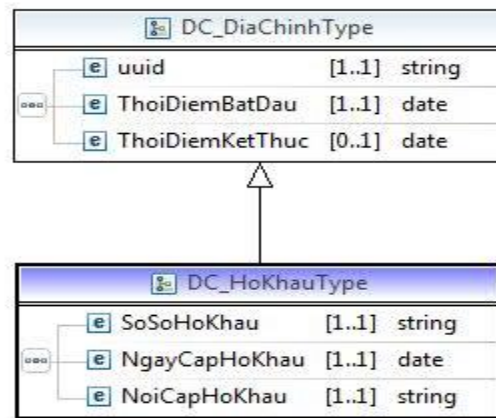 DC_DiaChinhType
e uuid [1..1] string
e ThoiDiemBatDau [1..1] date
e ThoiDiemKetThuc [0..1] date
DC_HoKhauType
e SoSoHoKhau [1..1] string
e NgayCapHoKhau [1..1] date
e NoiCapHoKhau [1..1] string